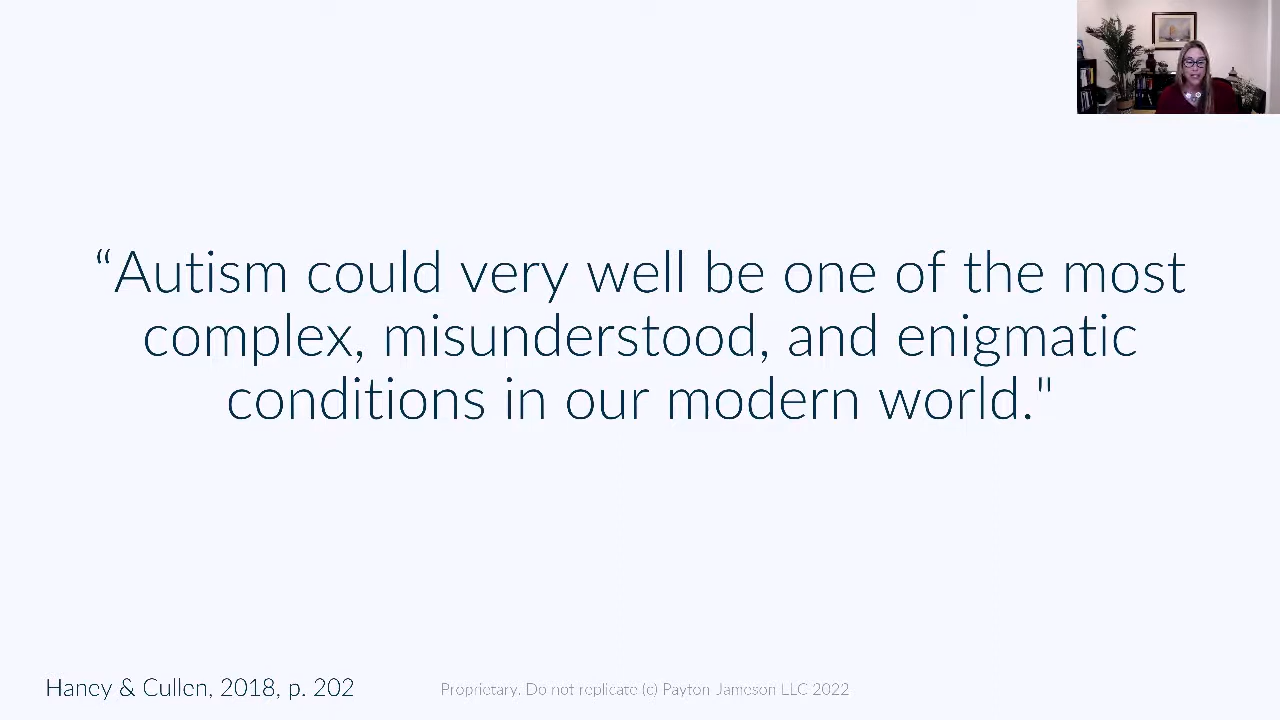 “Autism could very well be one of the most
complex, misunderstood, and enigmatic
conditions in our modern world."
Haney & Cullen, 2018, p. 202
Proprietary. Do not replicate (c) Payton Jameson LLC 2022